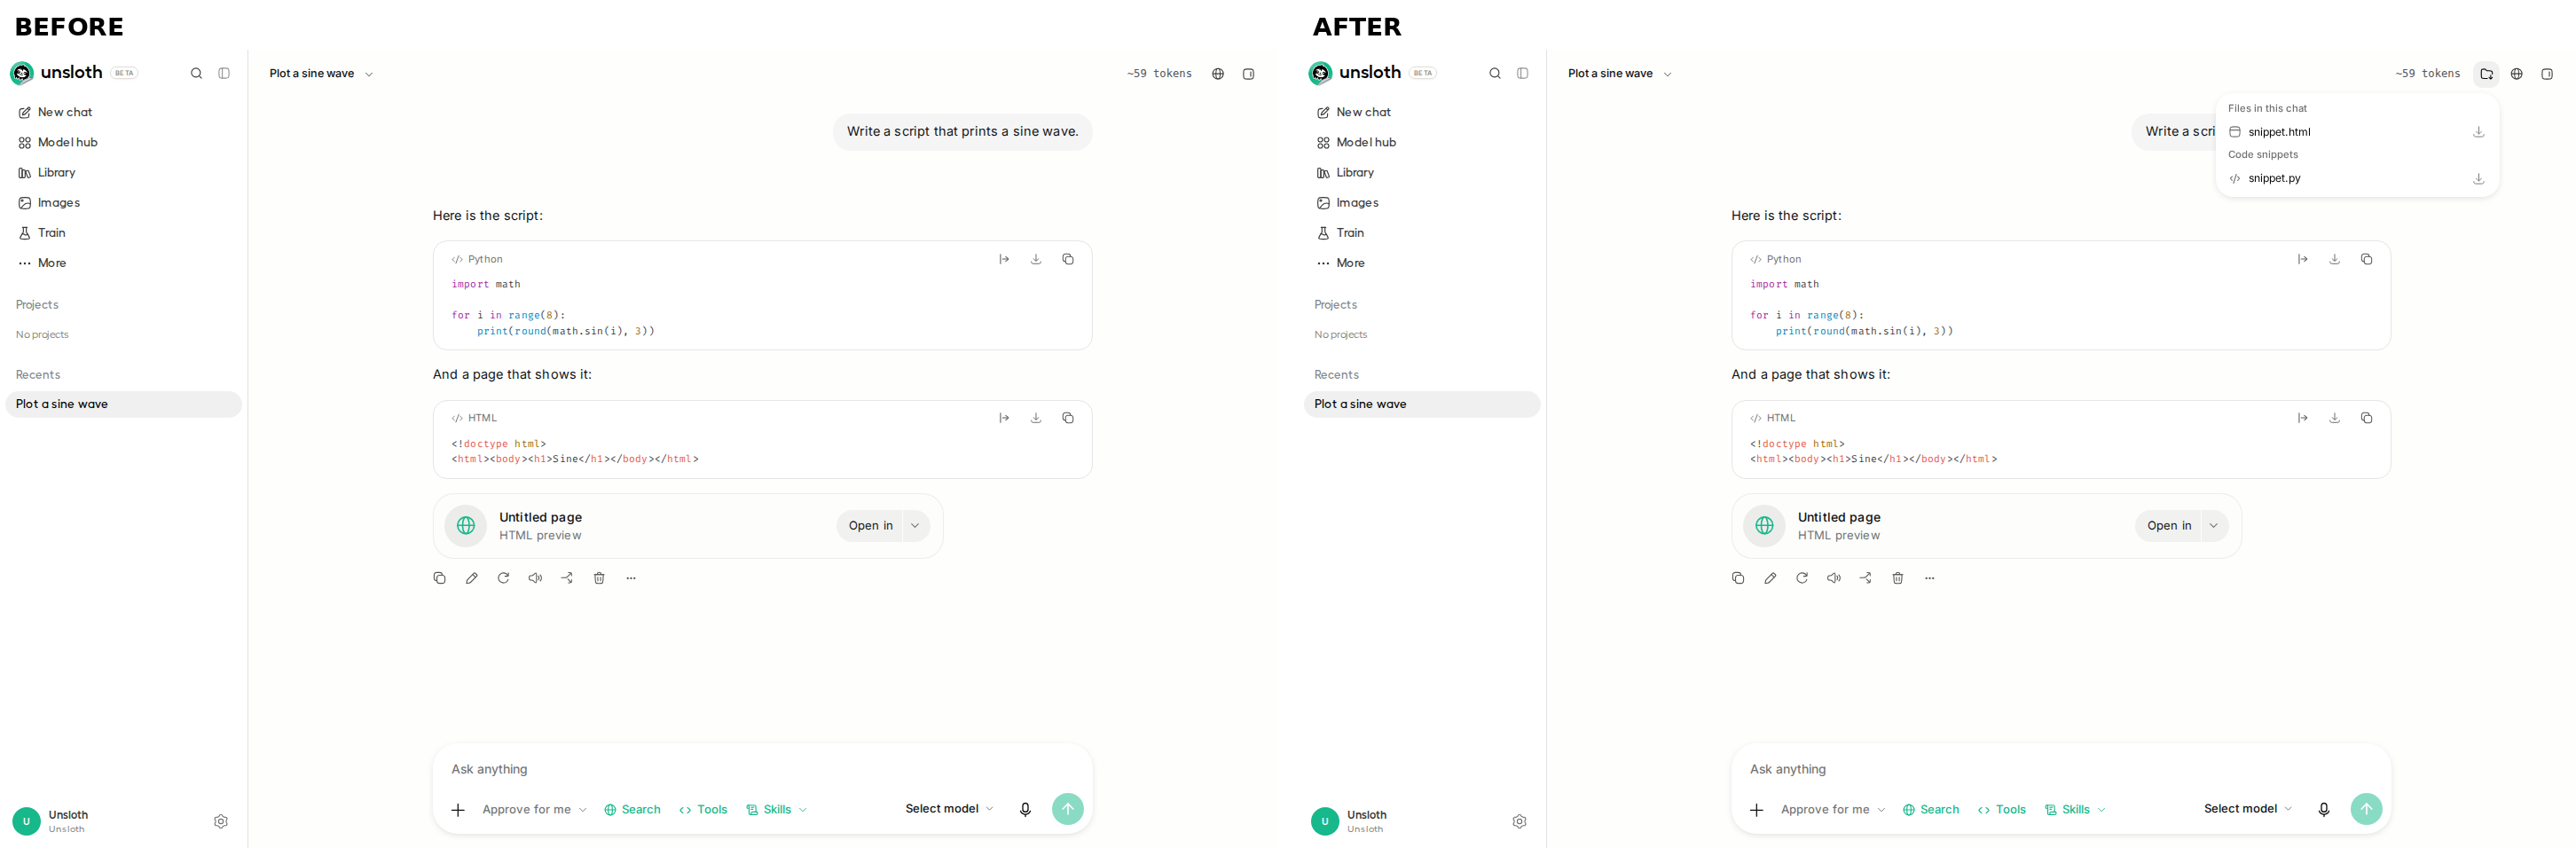 BEFORE
unsloth BETA
New chat
Model hub
Library
Images
Train
More
Projects
No projects
Recents
Plot a sine wave
Unsloth
Unsloth
U
Plot a sine wave
~59 tokens
Write a script that prints a sine wave.
Here is the script:
Python
import math
for i in range(8):
print(round(math.sin(i), 3))
And a page that shows it:
HTML
<!doctype html>
<html><body><h1>Sine</h1></body></html>
Untitled page
HTML preview
Open in
Ask anything
Approve for me
Search
Tools
Skills
Select model
AFTER
unsloth BETA
New chat
Model hub
Library
Images
Train
More
Projects
No projects
Recents
Plot a sine wave
Unsloth
Unsloth
U
Plot a sine wave
~59 tokens
Write a scri
Files in this chat
snippet.html
Code snippets
snippet.py
Here is the script:
Python
import math
for i in range(8):
print(round(math.sin(i), 3))
And a page that shows it:
HTML
<!doctype html>
<html><body><h1>Sine</h1></body></html>
Untitled page
HTML preview
Open in
Ask anything
Approve for me
Search
Tools
Skills
Select model